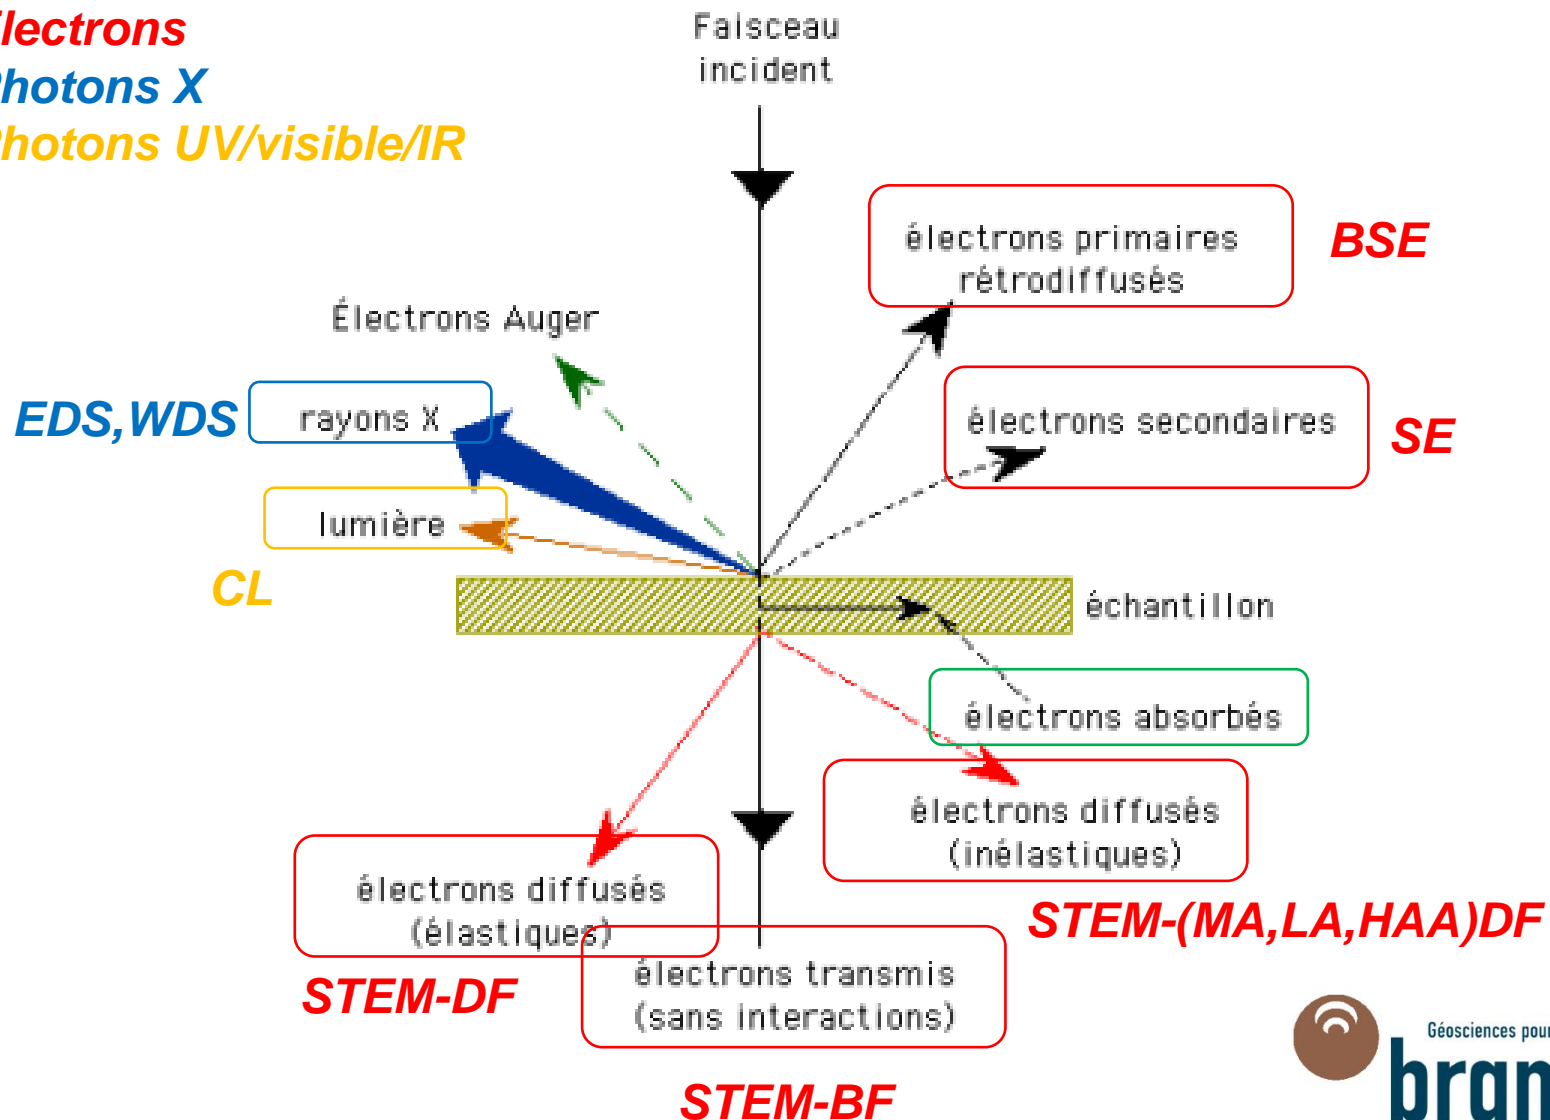 lectrons
hotons X
hotons UV/visible/IR
Faisceau
incident
électrons primaires
rétrodiffusés
BSE
Électrons Auger
EDS,WDS
rayons X
électrons secondaires
SE
lumière
CL
échantillon
électrons absorbés
électrons diffusés
(inélastiques)
STEM-(MA,LA,HAA)DF
électrons diffusés
(élastiques)
STEM-DF
électrons transmis
(sans interactions)
STEM-BF
Géosciences pour